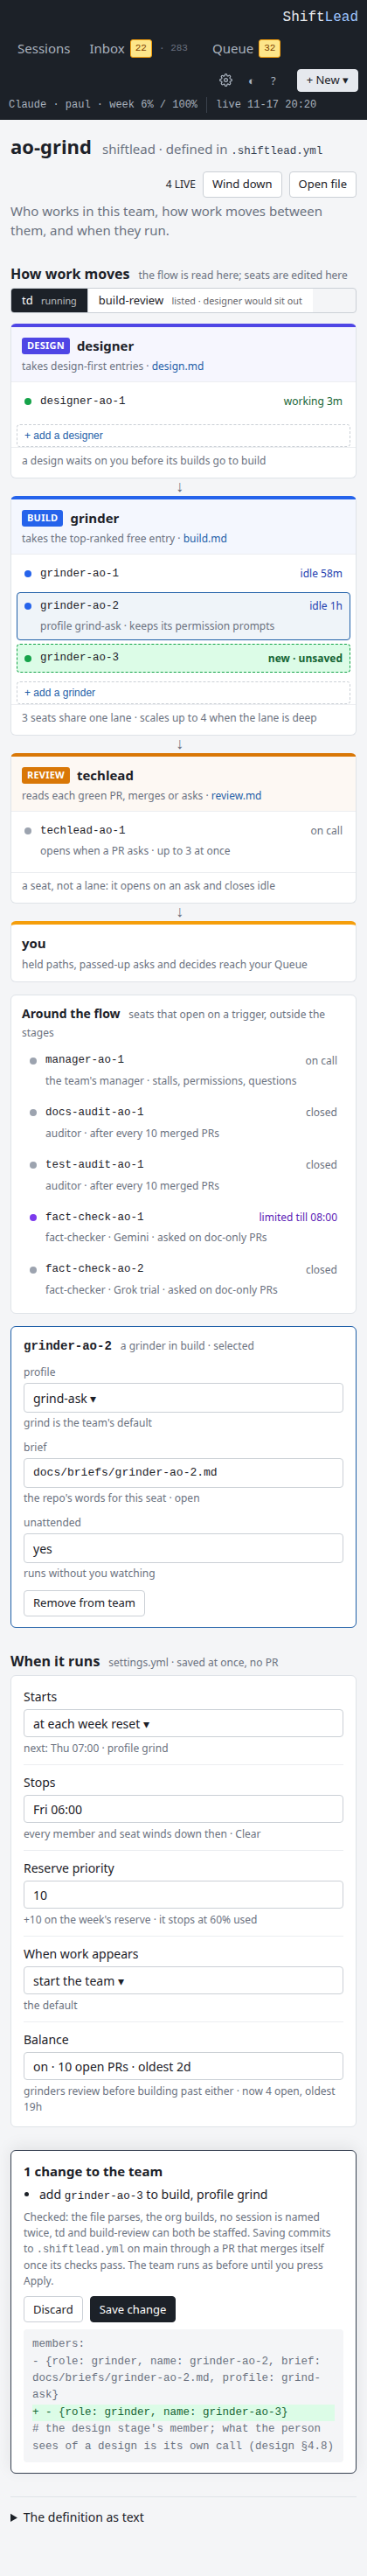 ShiftLead
Sessions Inbox 22 · 283 Queue 32
? + New ▾
Claude · paul · week 6% / 100% live 11-17 20:20
ao-grind shiftlead · defined in .shiftlead.yml
4 LIVE Wind down Open file
Who works in this team, how work moves between
them, and when they run.
How work moves the flow is read here; seats are edited here
td running build-review listed · designer would sit out
DESIGN designer
takes design-first entries · design.md
designer-ao-1 working 3m
+ add a designer
a design waits on you before its builds go to build
↓
BUILD grinder
takes the top-ranked free entry · build.md
grinder-ao-1 idle 58m
grinder-ao-2 idle 1h
profile grind-ask · keeps its permission prompts
grinder-ao-3 new · unsaved
+ add a grinder
3 seats share one lane · scales up to 4 when the lane is deep
↓
REVIEW techlead
reads each green PR, merges or asks · review.md
techlead-ao-1 on call
opens when a PR asks · up to 3 at once
a seat, not a lane: it opens on an ask and closes idle
↓
you
held paths, passed-up asks and decides reach your Queue
Around the flow seats that open on a trigger, outside the
stages
manager-ao-1 on call
the team's manager · stalls, permissions, questions
docs-audit-ao-1 closed
auditor · after every 10 merged PRs
test-audit-ao-1 closed
auditor · after every 10 merged PRs
fact-check-ao-1 limited till 08:00
fact-checker · Gemini · asked on doc-only PRs
fact-check-ao-2 closed
fact-checker · Grok trial · asked on doc-only PRs
grinder-ao-2 a grinder in build · selected
profile
grind-ask ▾
grind is the team's default
brief
docs/briefs/grinder-ao-2.md
the repo's words for this seat · open
unattended
yes
runs without you watching
Remove from team
When it runs settings.yml · saved at once, no PR
Starts
at each week reset ▾
next: Thu 07:00 · profile grind
Stops
Fri 06:00
every member and seat winds down then · Clear
Reserve priority
10
+10 on the week's reserve · it stops at 60% used
When work appears
start the team ▾
the default
Balance
on · 10 open PRs · oldest 2d
grinders review before building past either · now 4 open, oldest
19h
1 change to the team
• add grinder-ao-3 to build, profile grind
Checked: the file parses, the org builds, no session is named
twice, td and build-review can both be staffed. Saving commits
to .shiftlead.yml on main through a PR that merges itself
once its checks pass. The team runs as before until you press
Apply.
Discard Save change
members:
- {role: grinder, name: grinder-ao-2, brief:
docs/briefs/grinder-ao-2.md, profile: grind-
ask}
+ - {role: grinder, name: grinder-ao-3}
# the design stage's member; what the person
sees of a design is its own call (design §4.8)
▶ The definition as text